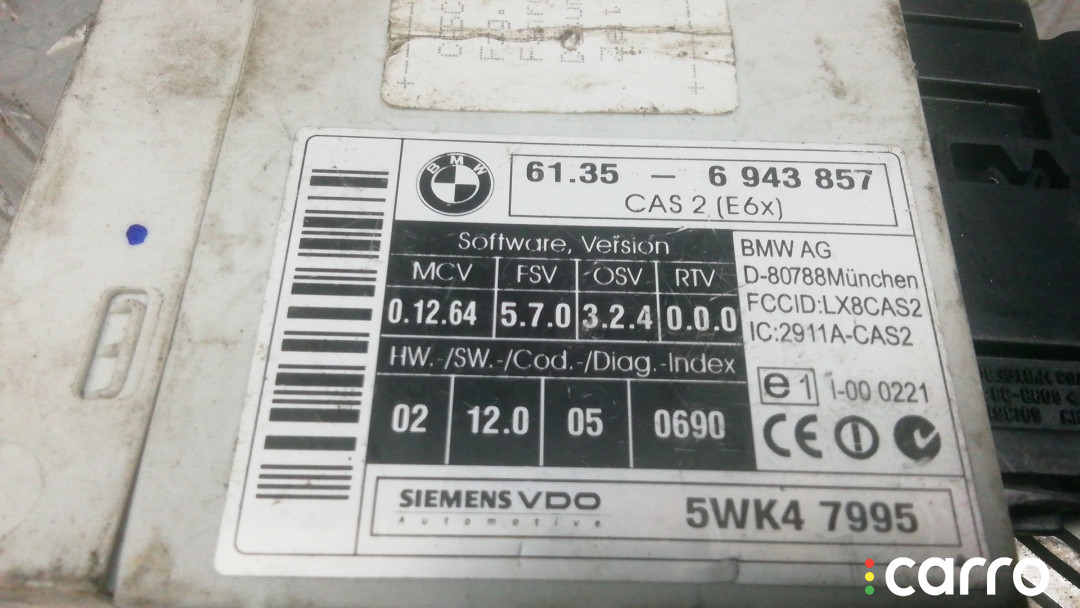 BMW
61.35 – 6 943 857
CAS 2 (E6x)
Software, Version
MCV FSV OSV RTV
0.12.64 5.7.0 3.2.4 0.0.0
HW.-/SW.-/Cod.-/Diag.-Index
02 12.0 05 0690
BMW AG
D-80788München
FCCID:LX8CAS2
IC:2911A-CAS2
e1 I-00 0221
CE
SIEMENS VDO
Automotive
5WK4 7995
carro